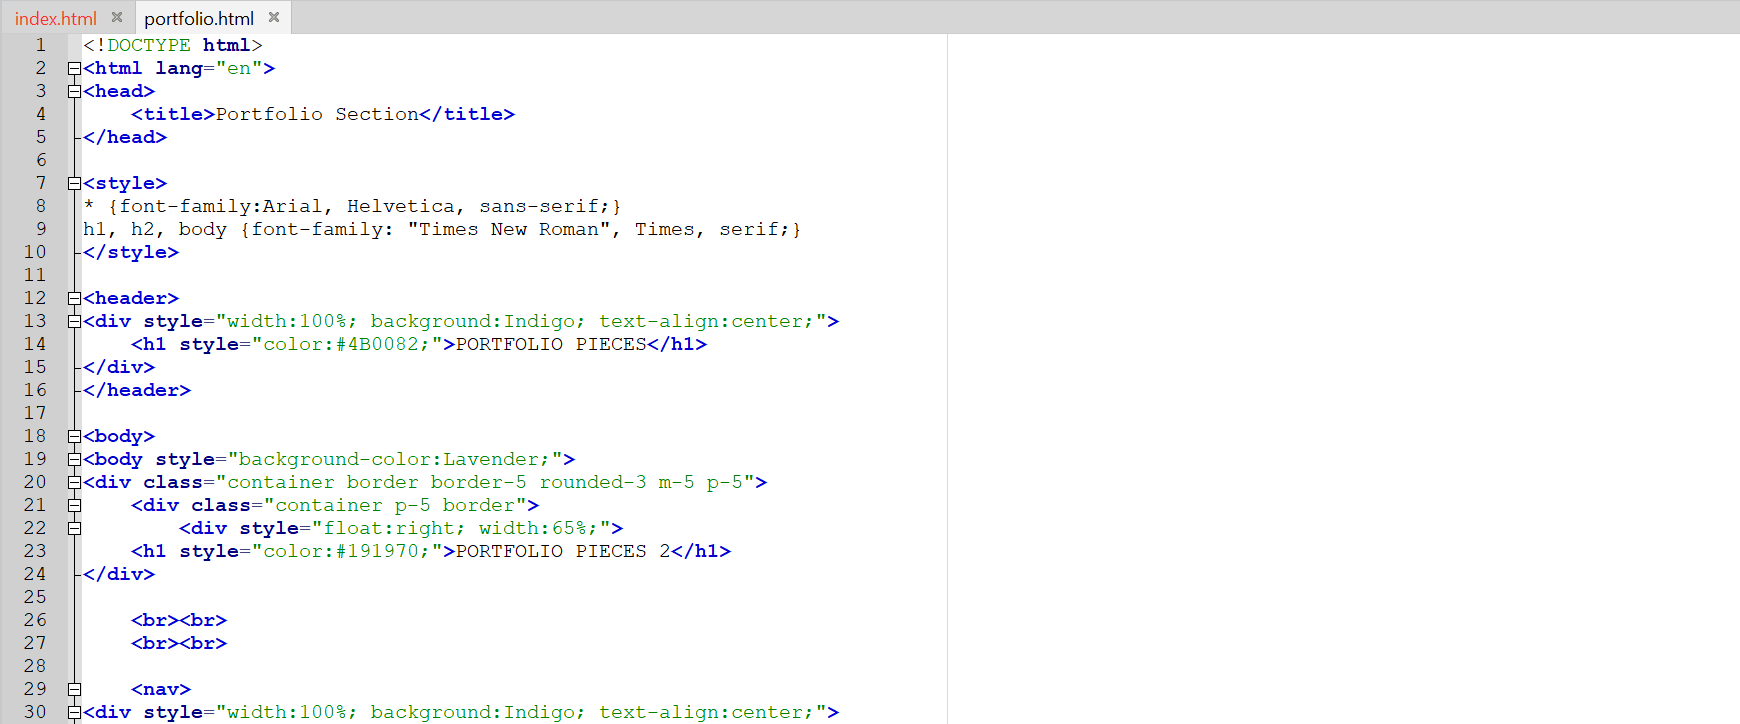 index.html × portfolio.html ×
1 <!DOCTYPE html>
2 <html lang="en">
3 <head>
4     <title>Portfolio Section</title>
5 </head>
6
7 <style>
8 * {font-family:Arial, Helvetica, sans-serif;}
9 h1, h2, body {font-family: "Times New Roman", Times, serif;}
10 </style>
11
12 <header>
13 <div style="width:100%; background:Indigo; text-align:center;">
14     <h1 style="color:#4B0082;">PORTFOLIO PIECES</h1>
15 </div>
16 </header>
17
18 <body>
19 <body style="background-color:Lavender;">
20 <div class="container border border-5 rounded-3 m-5 p-5">
21     <div class="container p-5 border">
22         <div style="float:right; width:65%;">
23     <h1 style="color:#191970;">PORTFOLIO PIECES 2</h1>
24 </div>
25
26     <br><br>
27     <br><br>
28
29     <nav>
30 <div style="width:100%; background:Indigo; text-align:center;">